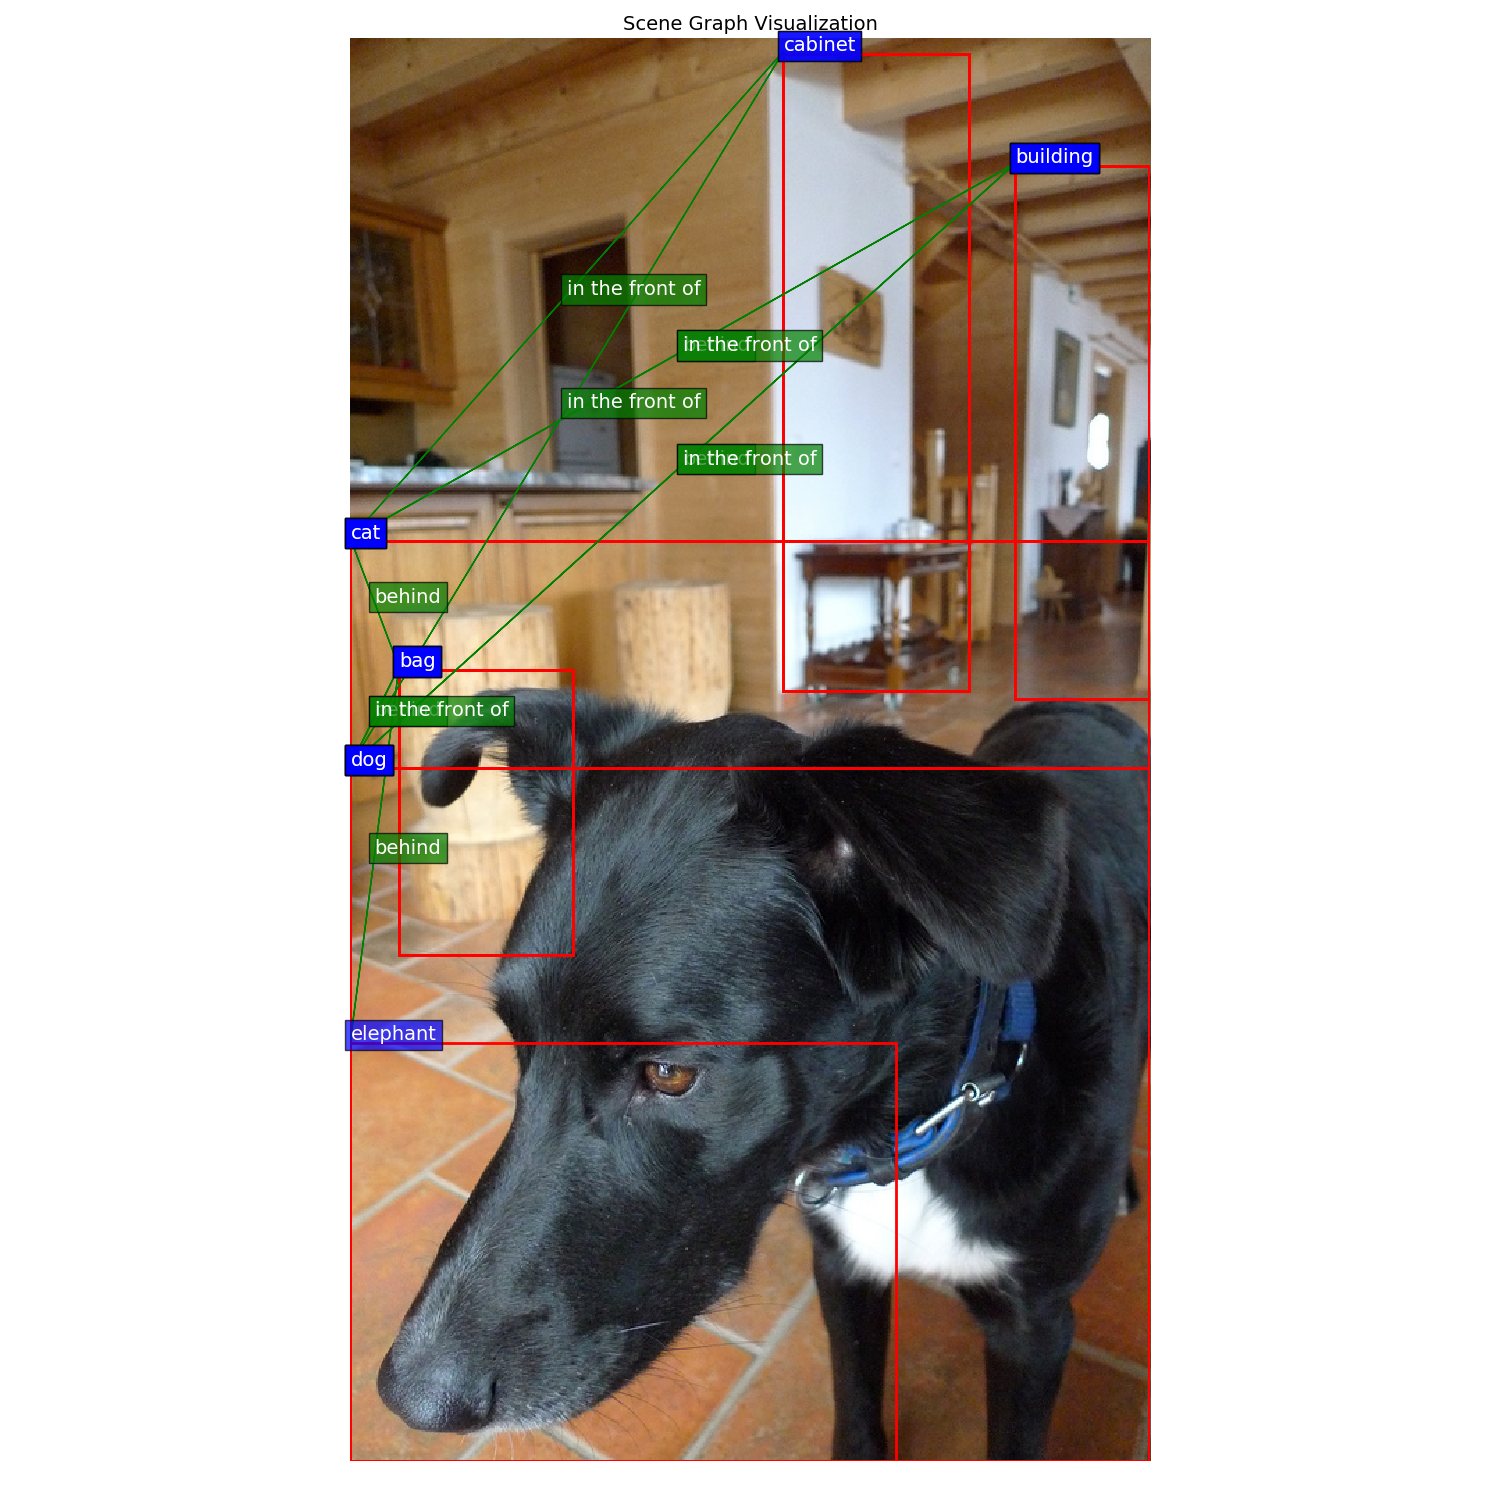 Scene Graph Visualization
cabinet
building
in the front of
in the front of
in the front of
in the front of
cat
behind
bag
in the front of
dog
behind
elephant